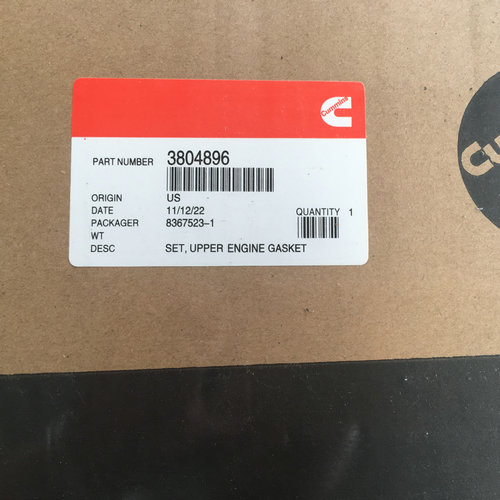 Cummins
PART NUMBER 3804896
ORIGIN US
DATE 11/12/22 QUANTITY 1
PACKAGER 8367523-1
WT
DESC SET, UPPER ENGINE GASKET